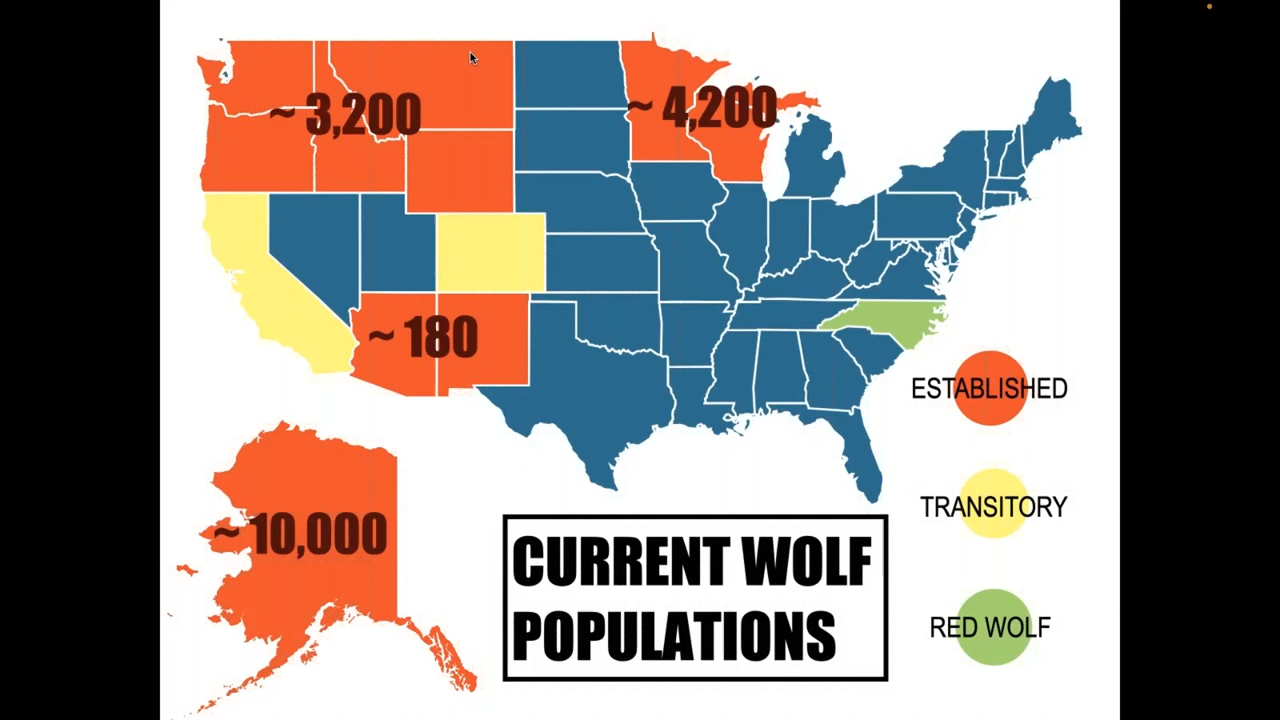 ~ 3,200
~ 4,200
~ 180
ESTABLISHED
TRANSITORY
~ 10,000
CURRENT WOLF
POPULATIONS
RED WOLF